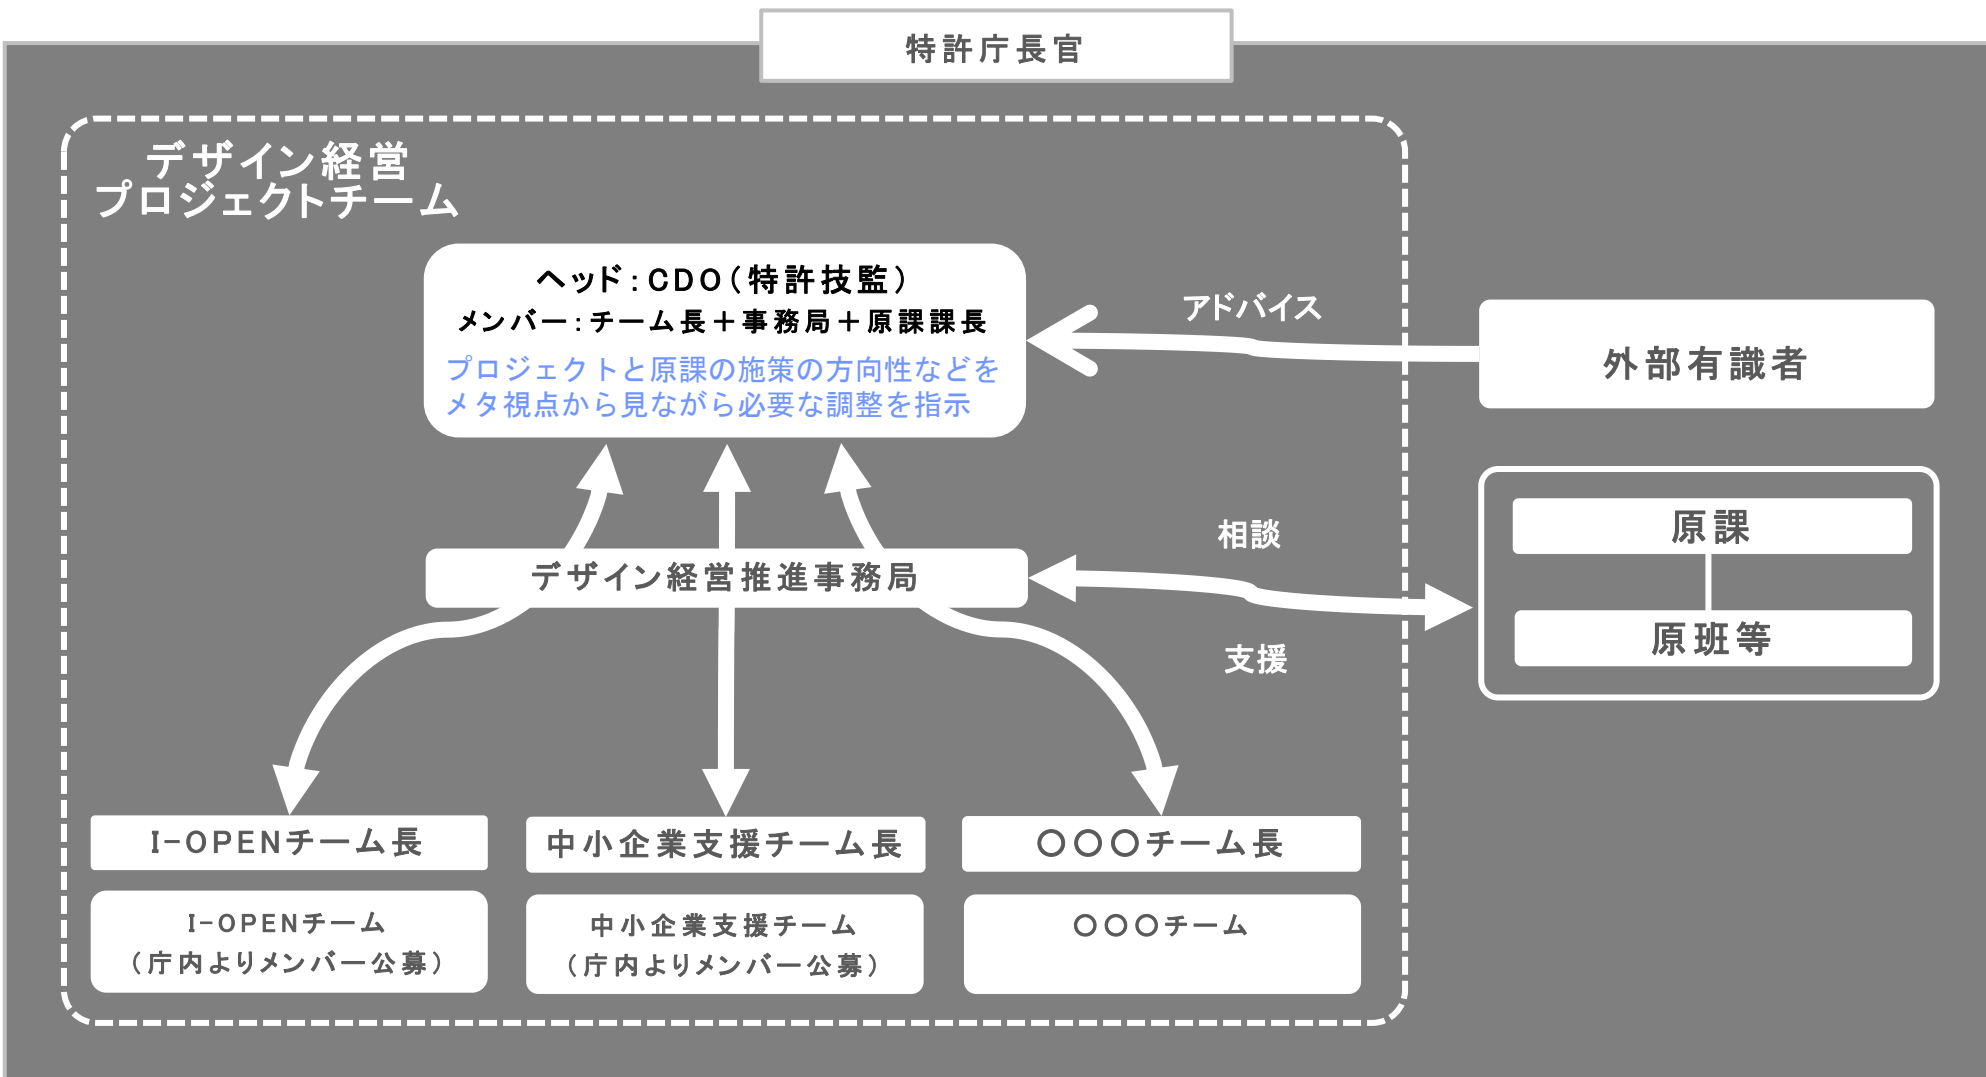 特許庁長官
デザイン経営
プロジェクトチーム
ヘッド：CDO（特許技監）
メンバー：チーム長＋事務局＋原課課長
プロジェクトと原課の施策の方向性などを
メタ視点から見ながら必要な調整を指示
アドバイス
外部有識者
デザイン経営推進事務局
相談
支援
原課
原班等
I-OPENチーム長
中小企業支援チーム長
〇〇〇チーム長
I-OPENチーム
（庁内よりメンバー公募）
中小企業支援チーム
（庁内よりメンバー公募）
〇〇〇チーム